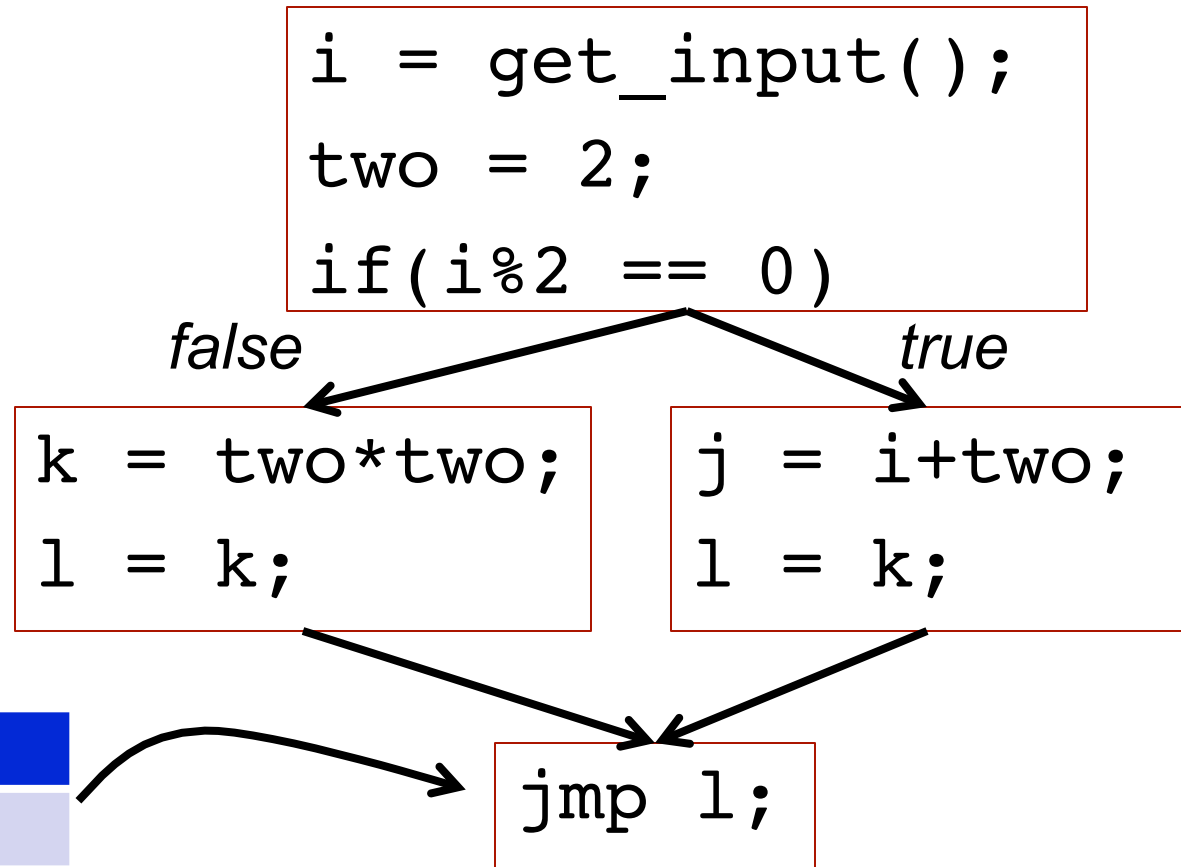 i = get_input();
two = 2;
if(i%2 == 0)
false
true
k = two*two;
l = k;
j = i+two;
l = k;
jmp l;